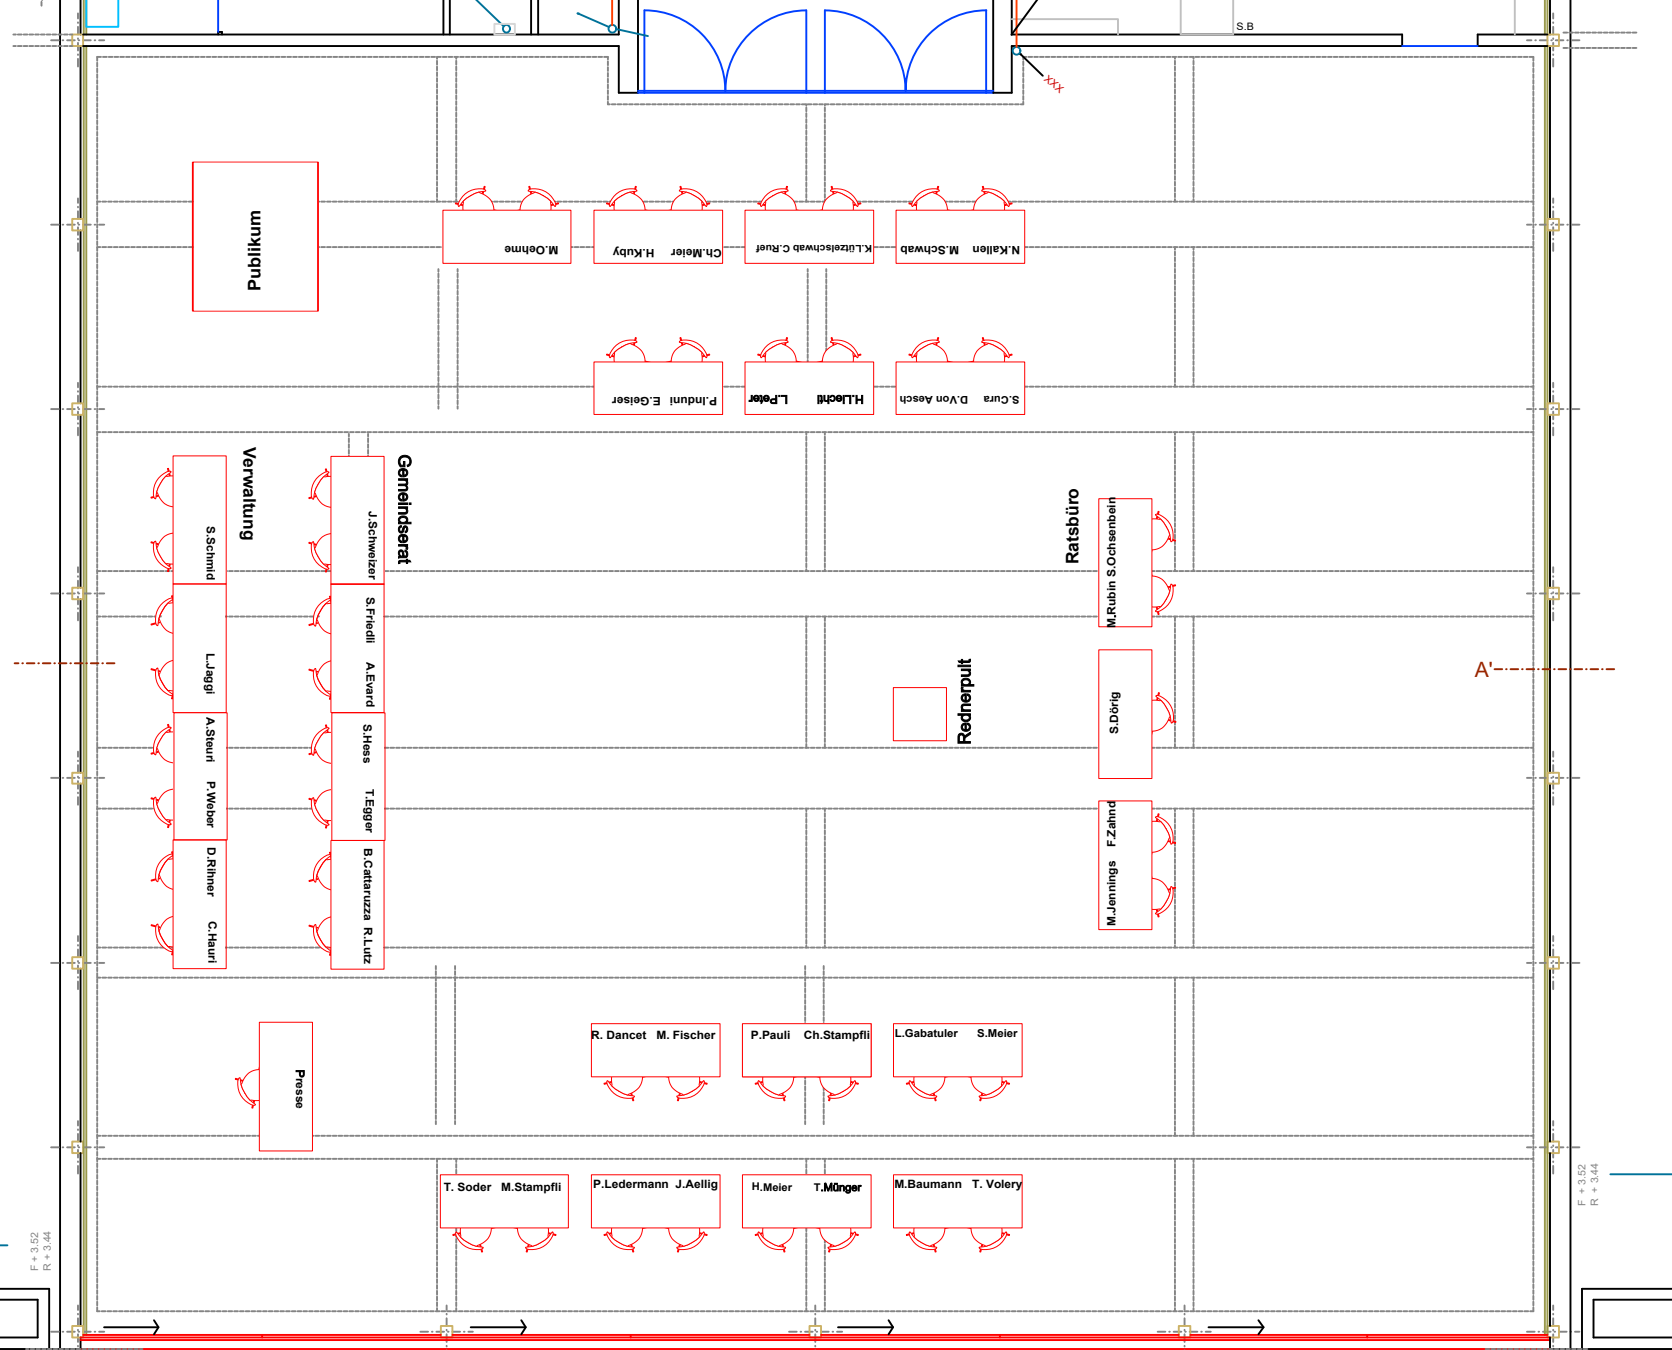 S.B
XXX
Publikum
M.Oehme
Ch.Meier H.Kuby
K.Lützelschwab C.Ruef
N.Kallen M.Schwab
P.Induni E.Geiser
H.Liechti L.Peter
S.Cura D.Von Aesch
Verwaltung
S.Schmid
L.Jaggi
A.Steuri P.Weber
D.Rihner C.Hauri
Gemeindserat
J.Schweizer
S.Friedli A.Evard
S.Hess T.Egger
B.Cattaruzza R.Lutz
Ratsbüro
M.Rubin S.Ochsenbein
S.Dörig
M.Jennings F.Zahnd
Rednerpult
A'
Presse
R. Dancet M. Fischer
P.Pauli Ch.Stampfli
L.Gabatuler S.Meier
T. Soder M.Stampfli
P.Ledermann J.Aellig
H.Meier T.Münger
M.Baumann T. Volery
F + 3.52
R + 3.44
F + 3.52
R + 3.44